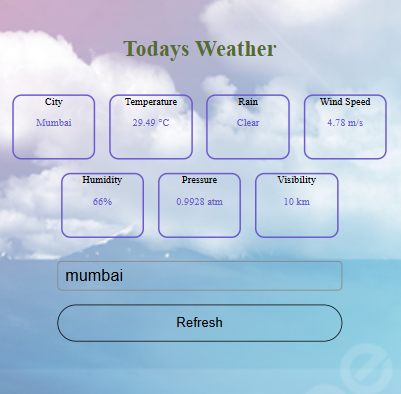 Todays Weather
City Temperature Rain Wind Speed
Mumbai 29.49 °C Clear 4.78 m/s
Humidity Pressure Visibility
66% 0.9928 atm 10 km
mumbai
Refresh